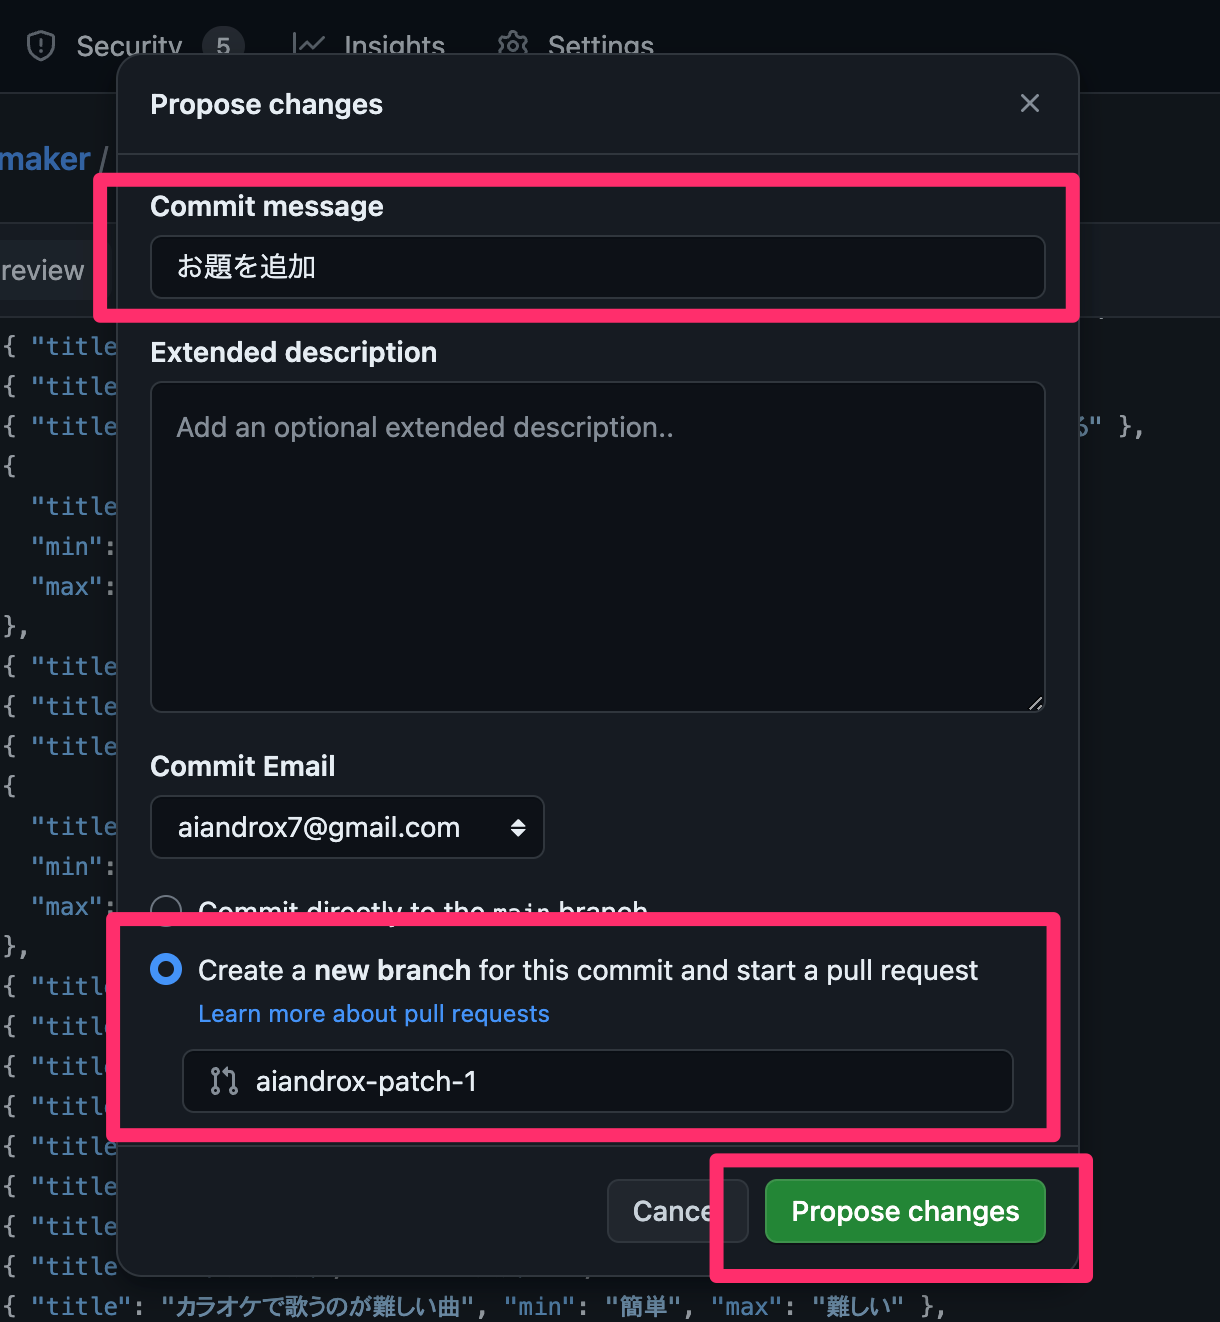 Security 5 Insights Settings
Propose changes
maker /
Commit message
お題を追加
review
Extended description
Add an optional extended description..
{ "title
{ "title
{ "title " },
{
"title
"min":
"max":
},
{ "title
{ "title
{ "title
{
"title
"min":
"max":
},
Commit Email
aiandrox7@gmail.com
Commit directly to the main branch
Create a new branch for this commit and start a pull request
Learn more about pull requests
aiandrox-patch-1
{ "titl
{ "titl
{ "titl
{ "titl
{ "title
{ "title
{ "title
{ "title
Cancel
Propose changes
{ "title": "カラオケで歌うのが難しい曲", "min": "簡単", "max": "難しい" },